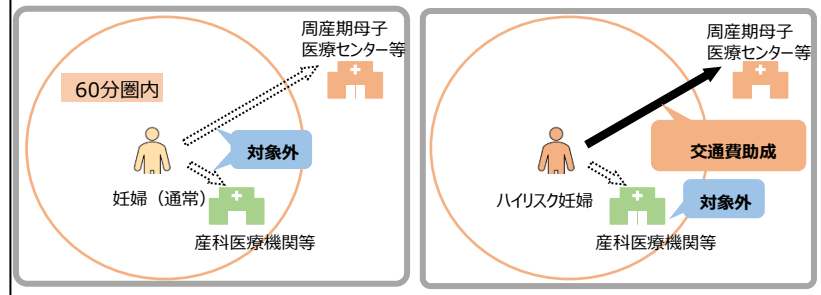 周産期母子
医療センター等
60分圏内
対象外
妊婦（通常）
産科医療機関等
周産期母子
医療センター等
交通費助成
ハイリスク妊婦
対象外
産科医療機関等